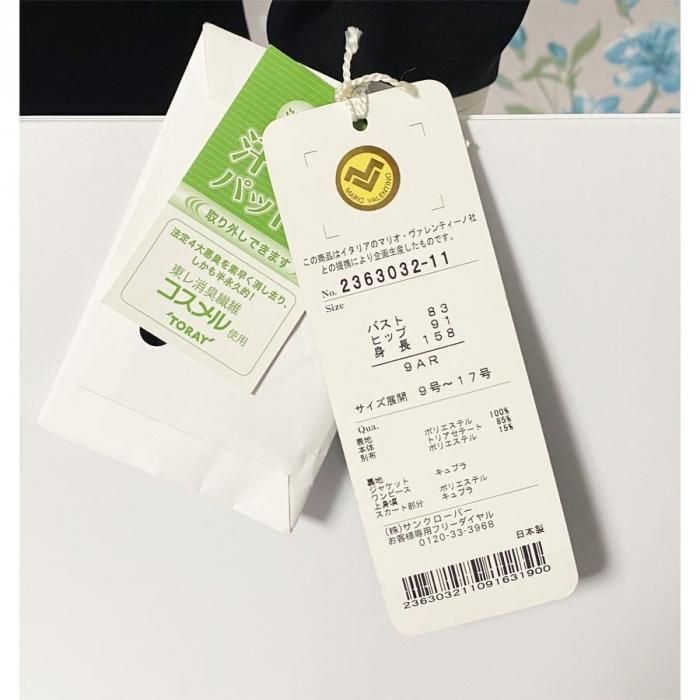 汗
パット
取り外しできます
法定4大悪臭を素早く消し去り、
しかも半永久的!
東レ消臭繊維
コスメル 使用
"TORAY"
MARIO VALENTINO
この商品はイタリアのマリオ・ヴァレンティーノ社
との提携により企画生産したものです。
No. 2363032-11
Size
バスト 83
ヒップ 91
身長 158
9AR
サイズ展開 9号~17号
Qua.
表地 ポリエステル 100%
本体 トリアセテート 85%
別布 ポリエステル 15%
裏地
ジャケット キュプラ
ワンピース
上身頃 ポリエステル
スカート部分 キュプラ
(株)サンクローバー
お客様専用フリーダイヤル
0120-33-3968
日本製
236303211091631900